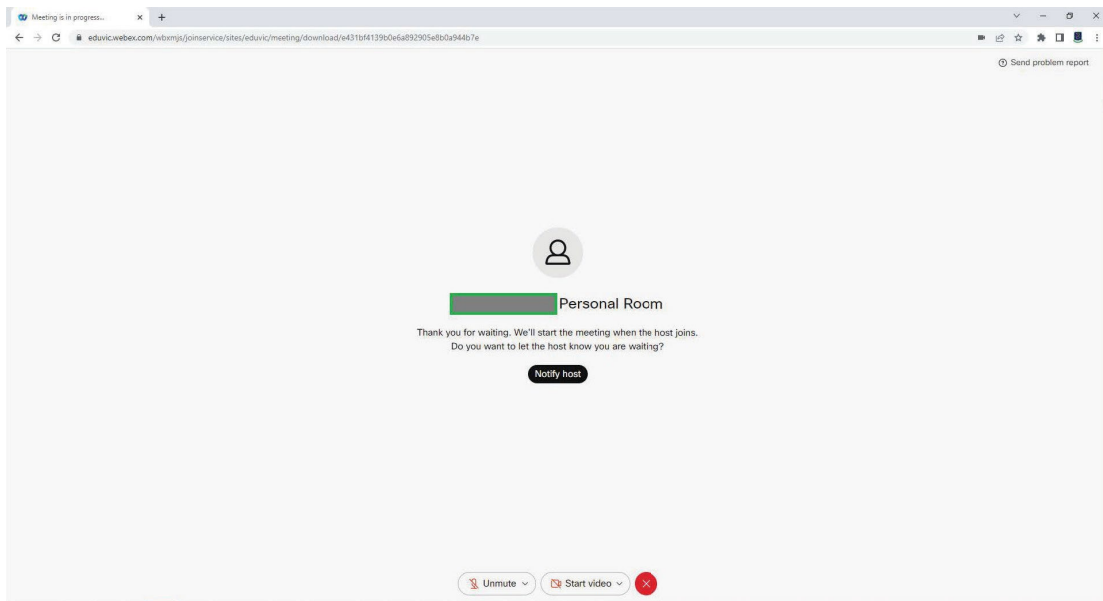 Meeting is in progress...
eduvic.webex.com/wbxmjs/joinservice/sites/eduvic/meeting/download/e431bf4139b0e6a892905e8b0a944b7e
Send problem report
Personal Room
Thank you for waiting. We'll start the meeting when the host joins.
Do you want to let the host know you are waiting?
Notify host
Unmute
Start video